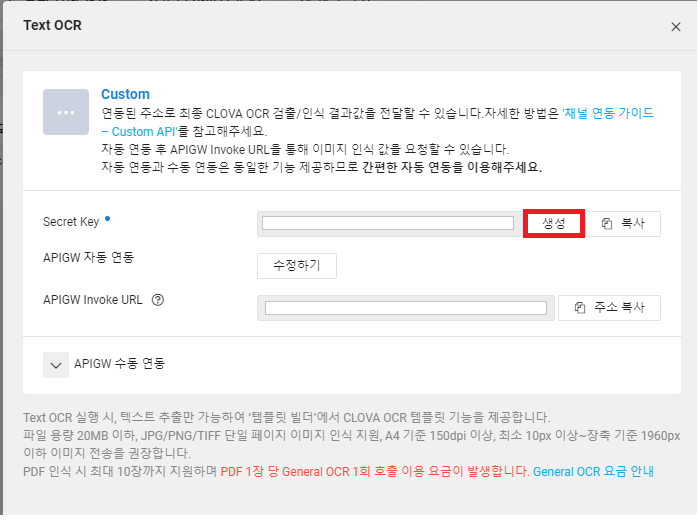 Text OCR
Custom
연동된 주소로 최종 CLOVA OCR 검출/인식 결과값을 전달할 수 있습니다.자세한 방법은 '채널 연동 가이드
– Custom API'를 참고해주세요.
자동 연동 후 APIGW Invoke URL을 통해 이미지 인식 값을 요청할 수 있습니다.
자동 연동과 수동 연동은 동일한 기능 제공하므로 간편한 자동 연동을 이용해주세요.
Secret Key
생성
복사
APIGW 자동 연동
수정하기
APIGW Invoke URL
주소 복사
APIGW 수동 연동
Text OCR 실행 시, 텍스트 추출만 가능하여 '템플릿 빌더'에서 CLOVA OCR 템플릿 기능을 제공합니다.
파일 용량 20MB 이하, JPG/PNG/TIFF 단일 페이지 이미지 인식 지원, A4 기준 150dpi 이상, 최소 10px 이상~장축 기준 1960px
이하 이미지 전송을 권장합니다.
PDF 인식 시 최대 10장까지 지원하며 PDF 1장 당 General OCR 1회 호출 이용 요금이 발생합니다. General OCR 요금 안내